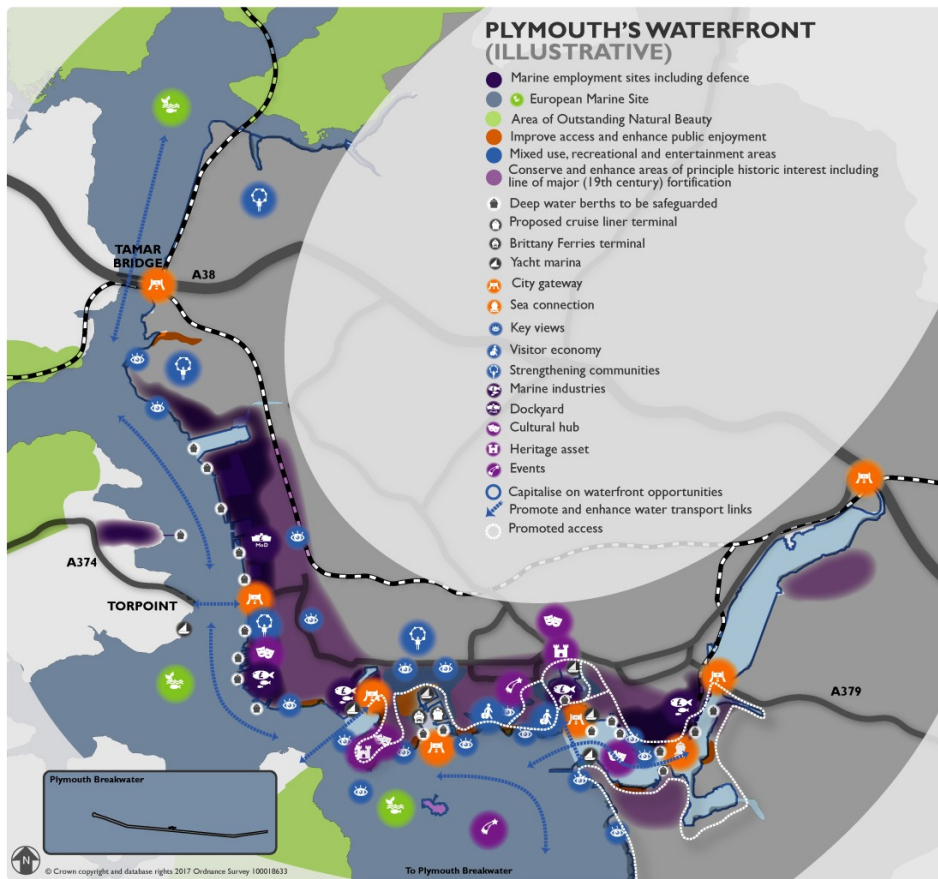 PLYMOUTH'S WATERFRONT
(ILLUSTRATIVE)
Marine employment sites including defence
European Marine Site
Area of Outstanding Natural Beauty
Improve access and enhance public enjoyment
Mixed use, recreational and entertainment areas
Conserve and enhance areas of principle historic interest including
line of major (19th century) fortification
Deep water berths to be safeguarded
Proposed cruise liner terminal
Brittany Ferries terminal
Yacht marina
City gateway
Sea connection
Key views
Visitor economy
Strengthening communities
Marine industries
Dockyard
Cultural hub
Heritage asset
Events
Capitalise on waterfront opportunities
Promote and enhance water transport links
Promoted access
TAMAR
BRIDGE
A38
MoD
A374
TORPOINT
A379
Plymouth Breakwater
To Plymouth Breakwater
N
© Crown copyright and database rights 2017 Ordnance Survey 100018633